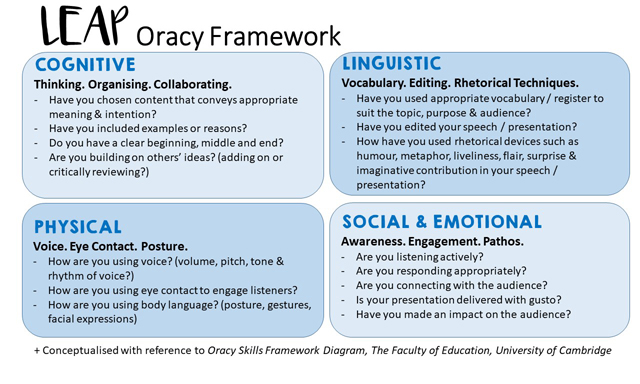 LEAP Oracy Framework
COGNITIVE
Thinking. Organising. Collaborating.
- Have you chosen content that conveys appropriate
meaning & intention?
- Have you included examples or reasons?
- Do you have a clear beginning, middle and end?
- Are you building on others’ ideas? (adding on or
critically reviewing?)
LINGUISTIC
Vocabulary. Editing. Rhetorical Techniques.
- Have you used appropriate vocabulary / register to
suit the topic, purpose & audience?
- Have you edited your speech / presentation?
- How have you used rhetorical devices such as
humour, metaphor, liveliness, flair, surprise &
imaginative contribution in your speech /
presentation?
PHYSICAL
Voice. Eye Contact. Posture.
- How are you using voice? (volume, pitch, tone &
rhythm of voice?)
- How are you using eye contact to engage listeners?
- How are you using body language? (posture, gestures,
facial expressions)
SOCIAL & EMOTIONAL
Awareness. Engagement. Pathos.
- Are you listening actively?
- Are you responding appropriately?
- Are you connecting with the audience?
- Is your presentation delivered with gusto?
- Have you made an impact on the audience?
+ Conceptualised with reference to Oracy Skills Framework Diagram, The Faculty of Education, University of Cambridge